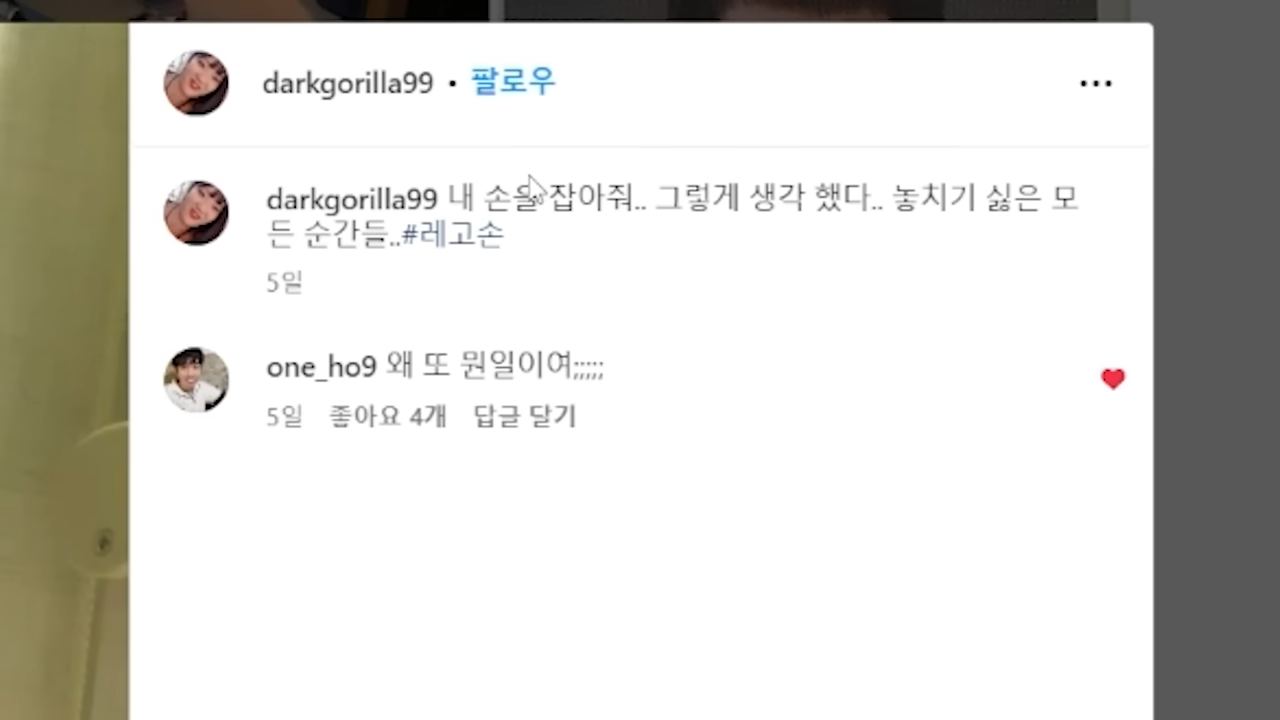 darkgorilla99 • 팔로우
darkgorilla99 내 손을 잡아줘.. 그렇게 생각 했다.. 놓치기 싫은 모
든 순간들..#레고손
5일
one_ho9 왜 또 뭔일이여;;;;;
5일 좋아요 4개 답글 달기